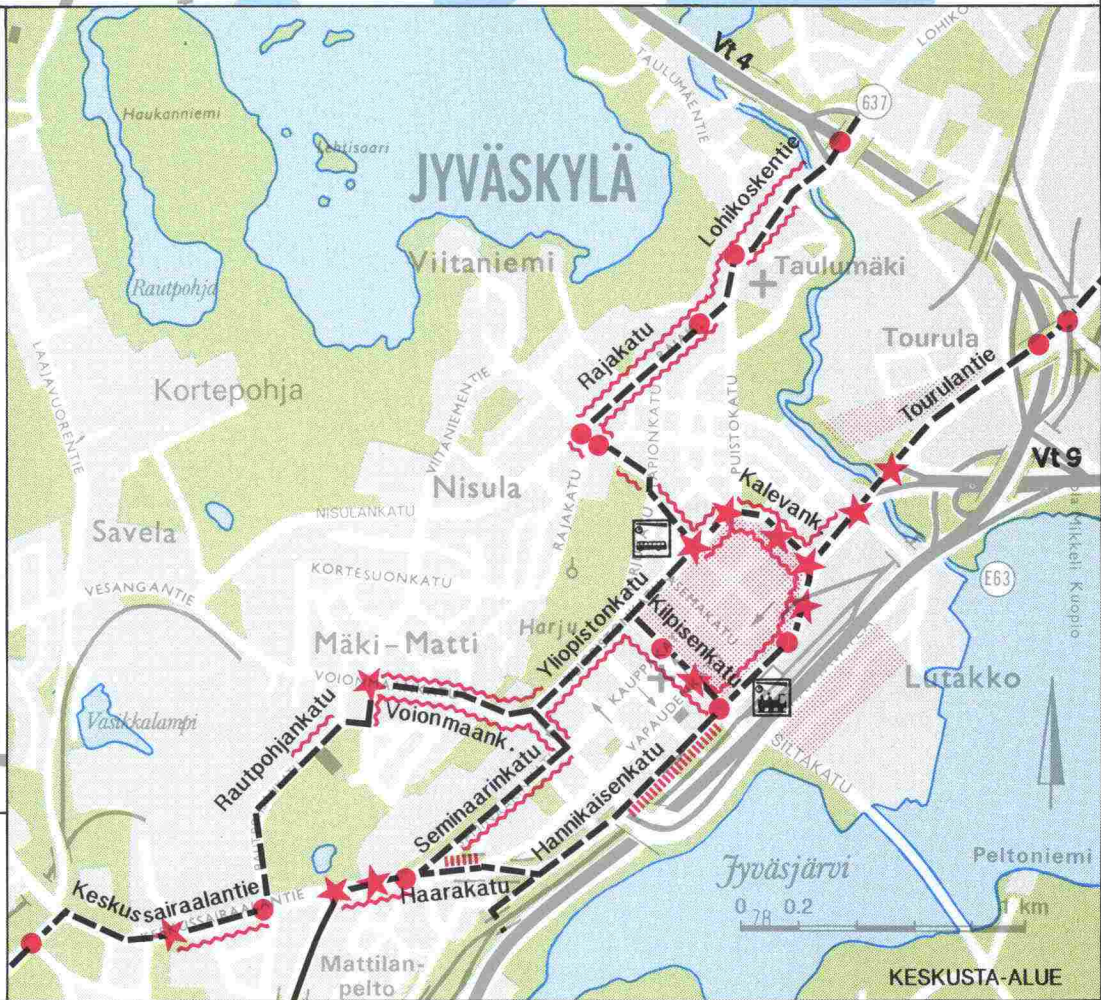 Vt 4
LOHIKO
637
TAULUMÄENTIE
Haukanniemi
Lehtisaari
JYVÄSKYLÄ
Lohikoskentie
Viitaniemi
Taulumäki
Rautpohja
Rajakatu
Tourula
LAAJAVUORENTIE
Kortepohja
VIITANIEMENTIE
PUISTOKATU
Tourulantie
Vt 9
Nisula
RAJAKATU
Kalevank.
NISULANKATU
Savela
KORTESUONKATU
VESANGANTIE
E63
Mikkeli Kuopio
Harju
Mäki-Matti
Yliopistonkatu
Kilpisenkatu
Lutakko
Voionmaank.
Vasikkalampi
SILTAKATU
Rautpohjankatu
Seminaarinkatu
Hannikaisenkatu
Jyväsjärvi
Peltoniemi
Keskussairaalantie
Haarakatu
0 .78 0.2 1 km
Mattilan-
pelto
KESKUSTA-ALUE